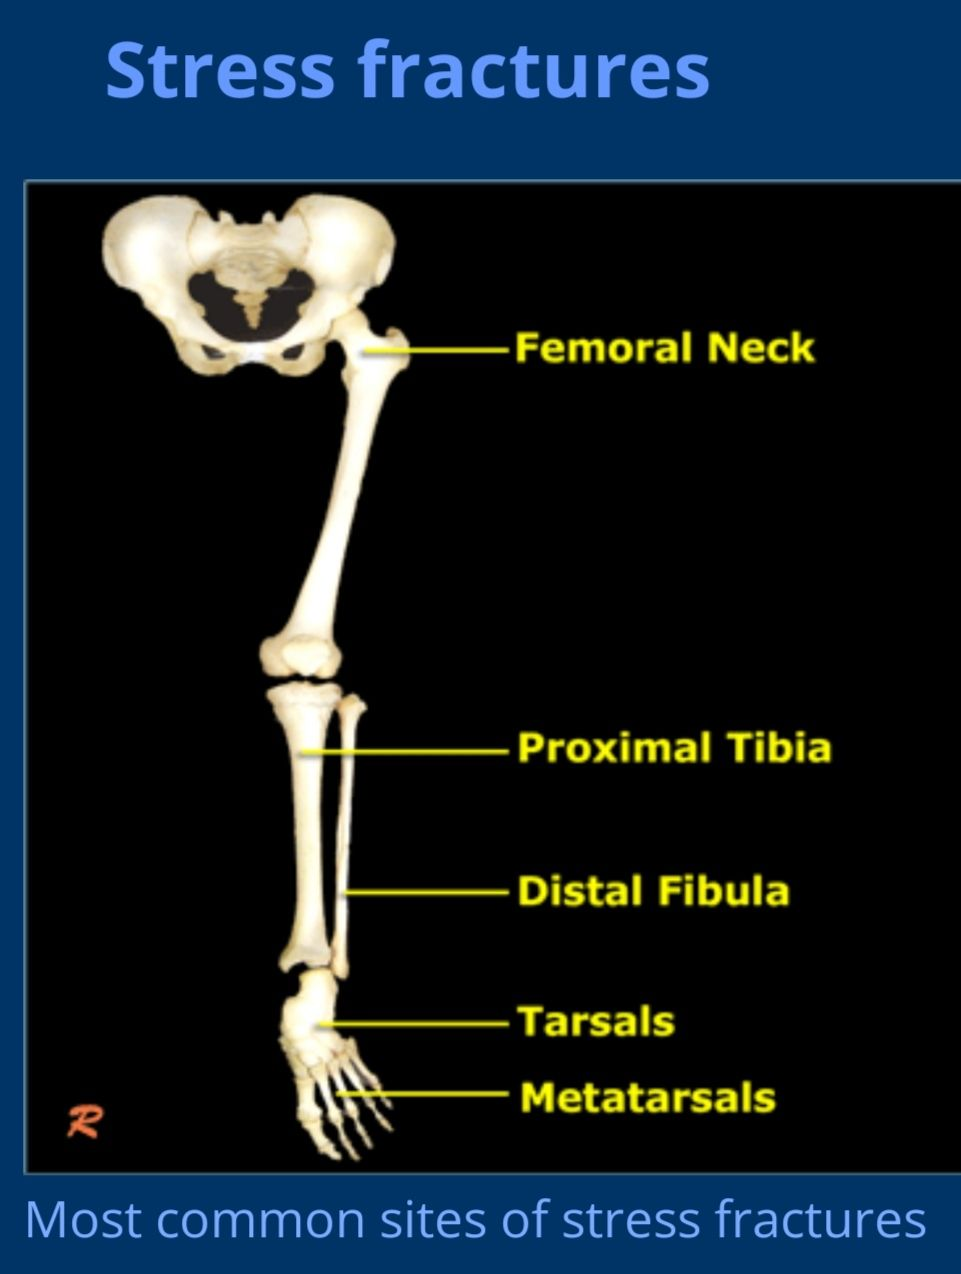 Stress fractures
Femoral Neck
Proximal Tibia
Distal Fibula
Tarsals
Metatarsals
R
Most common sites of stress fractures